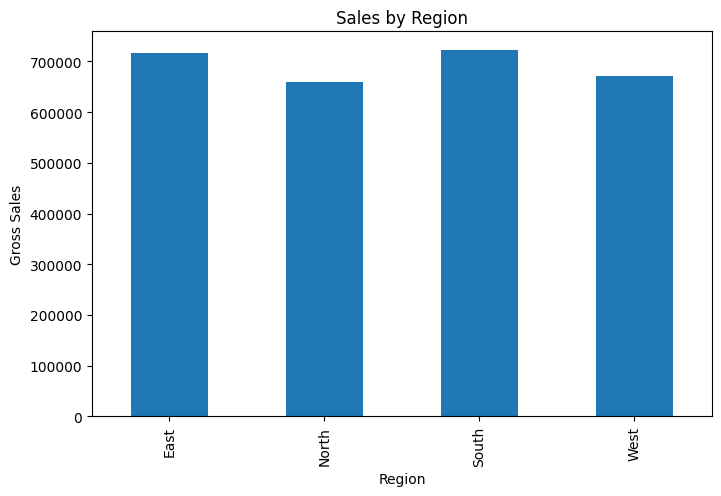 Sales by Region
Gross Sales
700000
600000
500000
400000
300000
200000
100000
0
East
North
South
West
Region